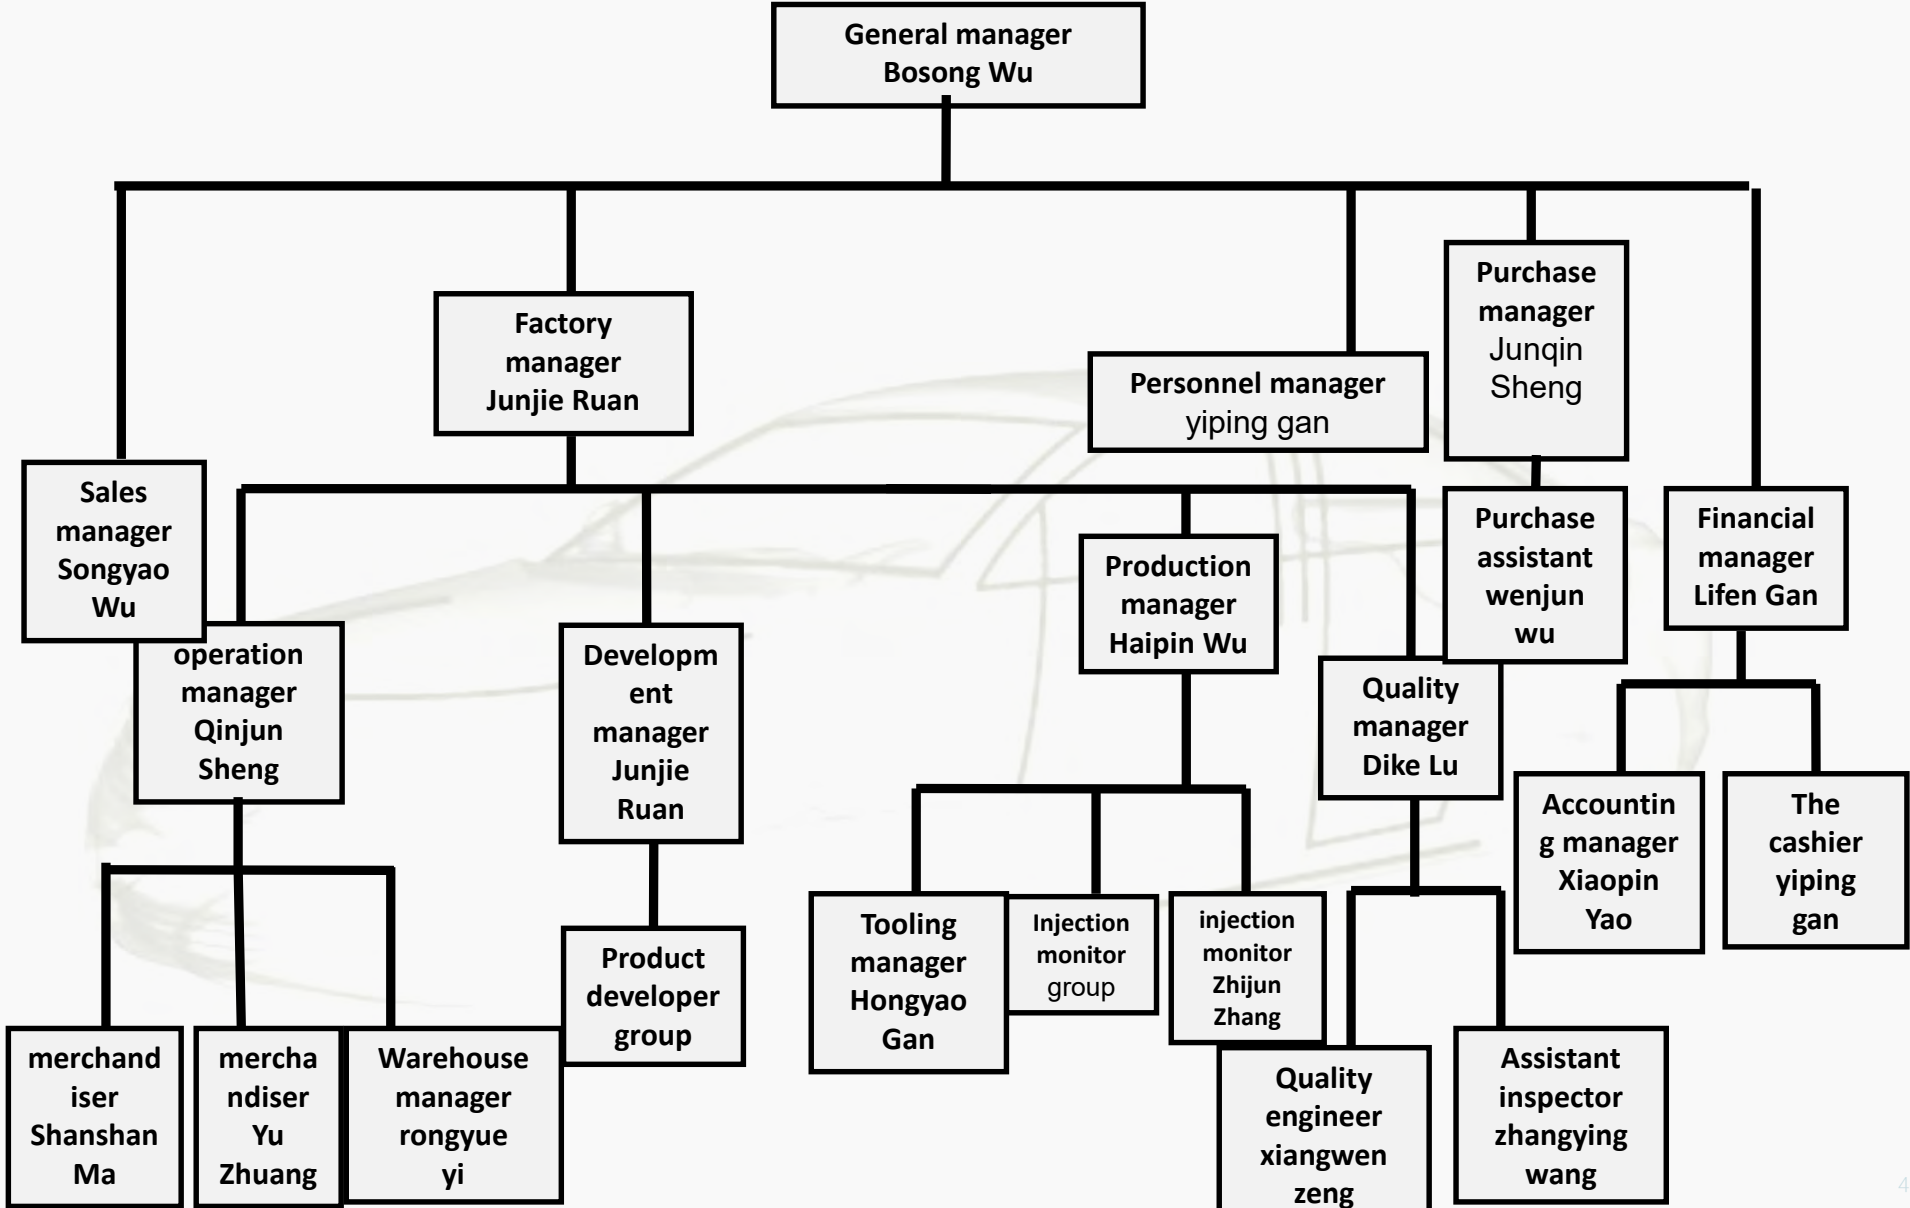 General manager
Bosong Wu
Factory
manager
Junjie Ruan
Personnel manager
yiping gan
Purchase
manager
Junqin
Sheng
Sales
manager
Songyao
Wu
operation
manager
Qinjun
Sheng
Developm
ent
manager
Junjie
Ruan
Production
manager
Haipin Wu
Quality
manager
Dike Lu
Purchase
assistant
wenjun
wu
Financial
manager
Lifen Gan
Accountin
g manager
Xiaopin
Yao
The
cashier
yiping
gan
merchand
iser
Shanshan
Ma
mercha
ndiser
Yu
Zhuang
Warehouse
manager
rongyue
yi
Product
developer
group
Tooling
manager
Hongyao
Gan
Injection
monitor
group
injection
monitor
Zhijun
Zhang
Quality
engineer
xiangwen
zeng
Assistant
inspector
zhangying
wang
4